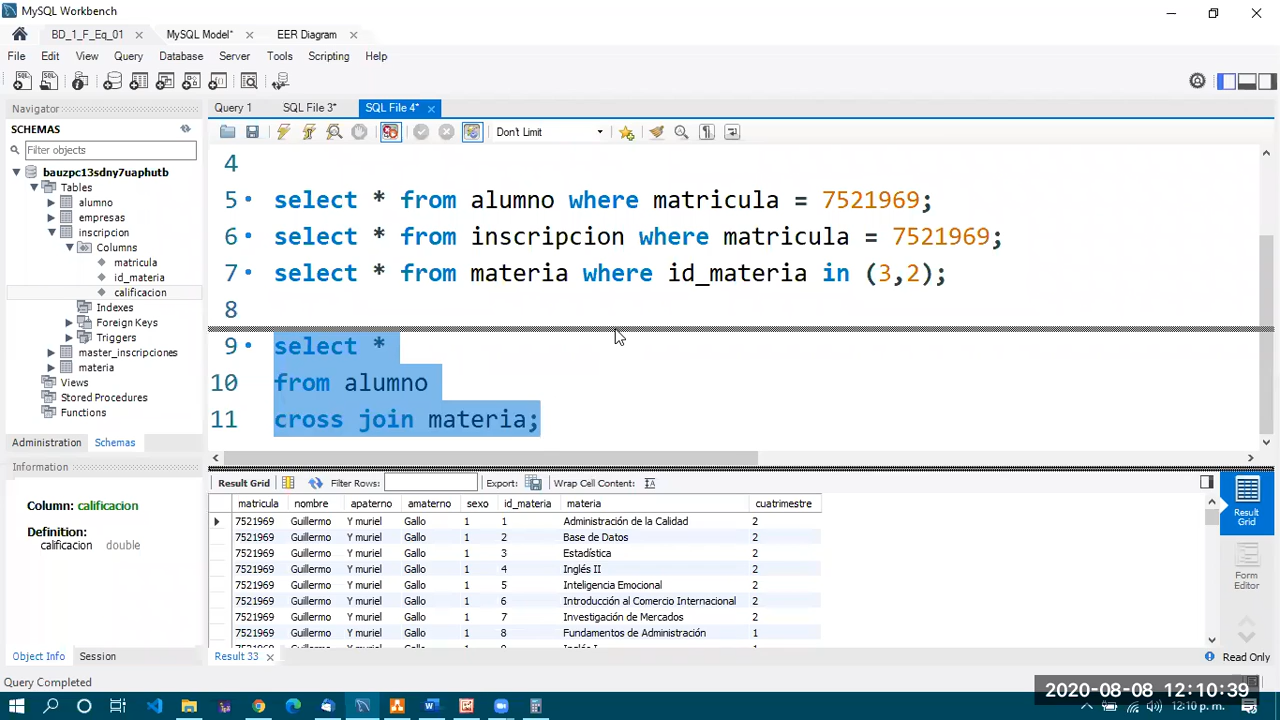 MySQL Workbench
BD_1_F_Eq_01
MySQL Model*
EER Diagram
File Edit View Query Database Server Tools Scripting Help
Navigator
SCHEMAS
Filter objects
bauzpc13sdny7uaphutb
Tables
alumno
empresas
inscripcion
Columns
matricula
id_materia
calificacion
Indexes
Foreign Keys
Triggers
master_inscripciones
materia
Views
Stored Procedures
Functions
Administration Schemas
Information
Column: calificacion
Definition:
calificacion double
Object Info Session
Query 1 SQL File 3* SQL File 4*
Don't Limit
4
5 select * from alumno where matricula = 7521969;
6 select * from inscripcion where matricula = 7521969;
7 select * from materia where id_materia in (3,2);
8
9 select *
10 from alumno
11 cross join materia;
Result Grid Filter Rows: Export: Wrap Cell Content:
matricula nombre apaterno amaterno sexo id_materia materia cuatrimestre
7521969 Guillermo Y muriel Gallo 1 1 Administración de la Calidad 2
7521969 Guillermo Y muriel Gallo 1 2 Base de Datos 2
7521969 Guillermo Y muriel Gallo 1 3 Estadística 2
7521969 Guillermo Y muriel Gallo 1 4 Inglés II 2
7521969 Guillermo Y muriel Gallo 1 5 Inteligencia Emocional 2
7521969 Guillermo Y muriel Gallo 1 6 Introducción al Comercio Internacional 2
7521969 Guillermo Y muriel Gallo 1 7 Investigación de Mercados 2
7521969 Guillermo Y muriel Gallo 1 8 Fundamentos de Administración 1
Result
Grid
Form
Editor
Result 33
Read Only
Query Completed
2020-08-08 12:10:39
12:10 p. m.